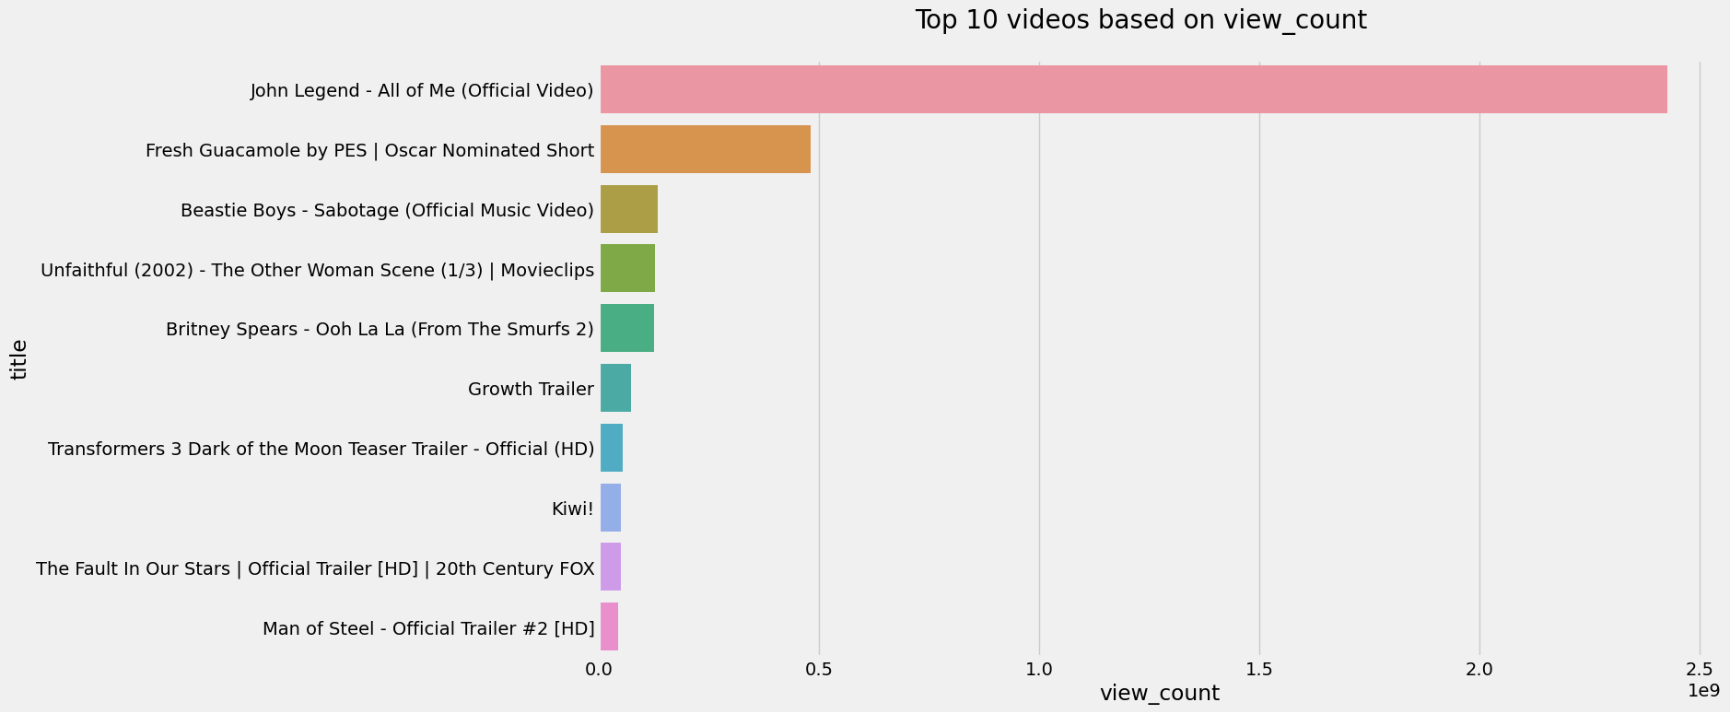 Top 10 videos based on view_count
title
John Legend - All of Me (Official Video)
Fresh Guacamole by PES | Oscar Nominated Short
Beastie Boys - Sabotage (Official Music Video)
Unfaithful (2002) - The Other Woman Scene (1/3) | Movieclips
Britney Spears - Ooh La La (From The Smurfs 2)
Growth Trailer
Transformers 3 Dark of the Moon Teaser Trailer - Official (HD)
Kiwi!
The Fault In Our Stars | Official Trailer [HD] | 20th Century FOX
Man of Steel - Official Trailer #2 [HD]
0.0 0.5 1.0 1.5 2.0 2.5
1e9
view_count